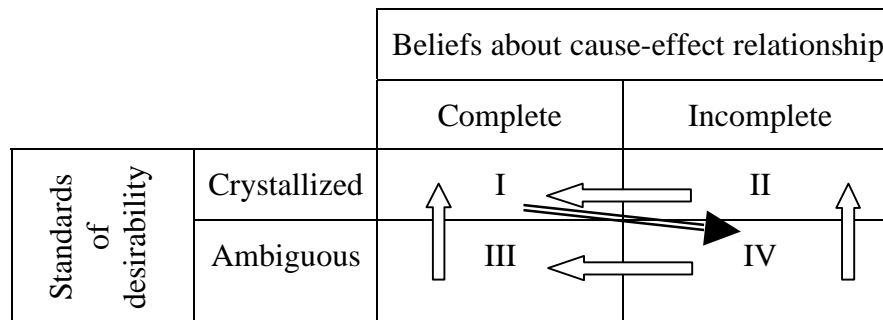 Beliefs about cause-effect relationship
Complete
Incomplete
Standards
of
desirability
Crystallized
I
II
Ambiguous
III
IV